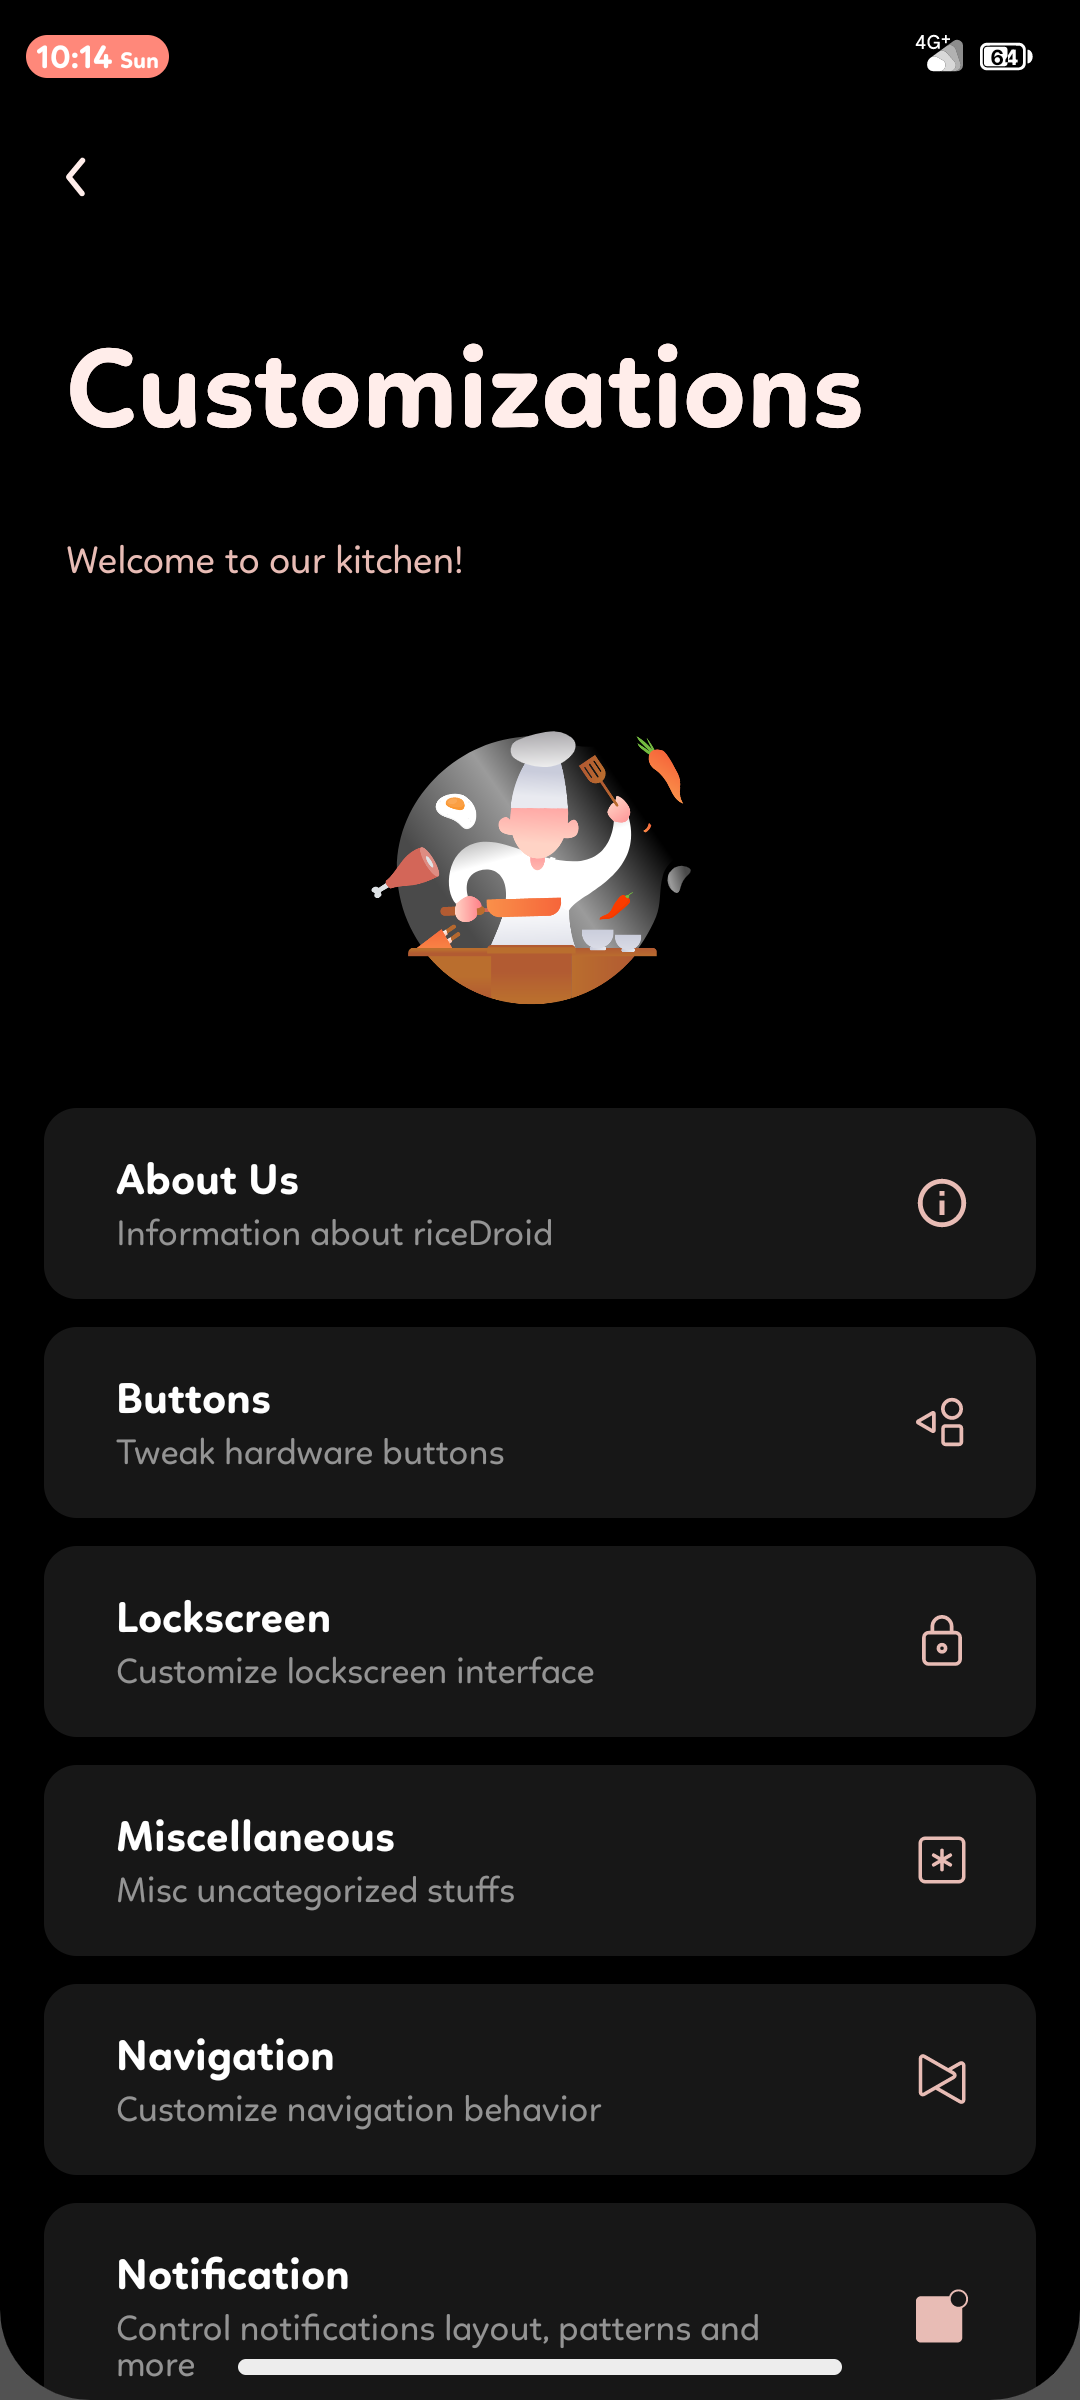 10:14 Sun
4G+
64
Customizations
Welcome to our kitchen!
About Us
Information about riceDroid
Buttons
Tweak hardware buttons
Lockscreen
Customize lockscreen interface
Miscellaneous
Misc uncategorized stuffs
Navigation
Customize navigation behavior
Notification
Control notifications layout, patterns and
more